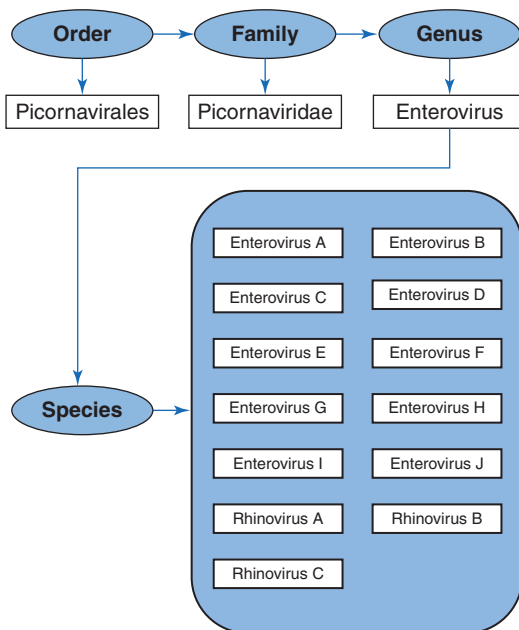 Order
Family
Genus
Picornavirales
Picornaviridae
Enterovirus
Enterovirus A
Enterovirus B
Enterovirus C
Enterovirus D
Enterovirus E
Enterovirus F
Species
Enterovirus G
Enterovirus H
Enterovirus I
Enterovirus J
Rhinovirus A
Rhinovirus B
Rhinovirus C